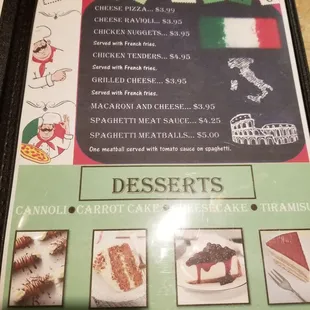 CHEESE PIZZA... $3.99
CHEESE RAVIOLI... $3.95
CHICKEN NUGGETS... $3.95
Served with French fries.
CHICKEN TENDERS... $4.95
Served with French fries.
GRILLED CHEESE... $3.95
Served with French fries.
MACARONI AND CHEESE... $3.95
SPAGHETTI MEAT SAUCE... $4.25
SPAGHETTI MEATBALLS... $5.00
One meatball served with tomato sauce on spaghetti.
DESSERTS
CANNOLI • CARROT CAKE • CHEESECAKE • TIRAMISU